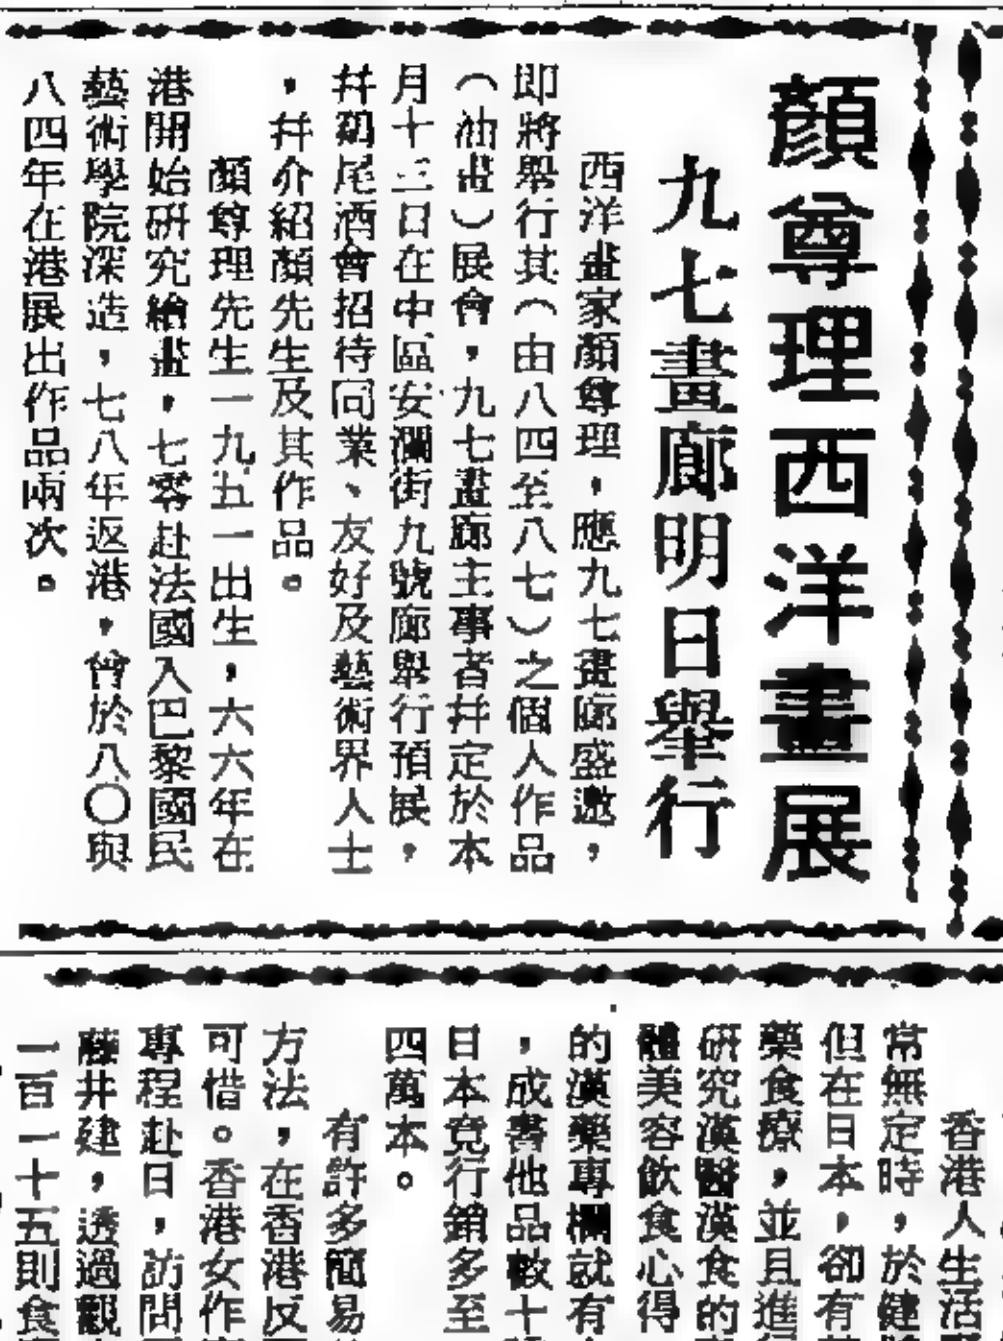 顏尊理西洋畫展
九七畫廊明日舉行
西洋畫家顏尊理，應九七畫廊盛邀，
即將舉行其（由八四至八七）之個人作品
（油畫）展會，九七畫廊主事者幷定於本
月十三日在中區安瀾街九號廊舉行預展，
幷鷄尾酒會招待同業、友好及藝術界人士
，幷介紹顏先生及其作品。
顏尊理先生一九五一出生，六六年在
港開始研究繪畫，七零赴法國入巴黎國民
藝術學院深造，七八年返港，曾於八〇與
八四年在港展出作品兩次。
香港人生活
常無定時，於健
但在日本，卻有
藥食療，並且進
研究漢醫漢食的
體美容飲食心得
的漢藥專欄就有
，成書他品數十
日本竟行銷多至
四萬本。
有許多簡易
方法，在香港反
可惜。香港女作
專程赴日，訪問
藤井建，透過觀
一百一十五則食